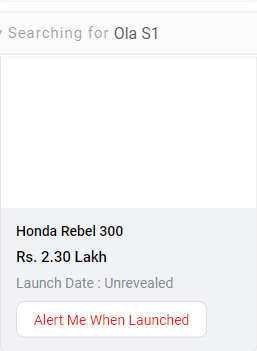 Searching for Ola S1
Honda Rebel 300
Rs. 2.30 Lakh
Launch Date : Unrevealed
Alert Me When Launched